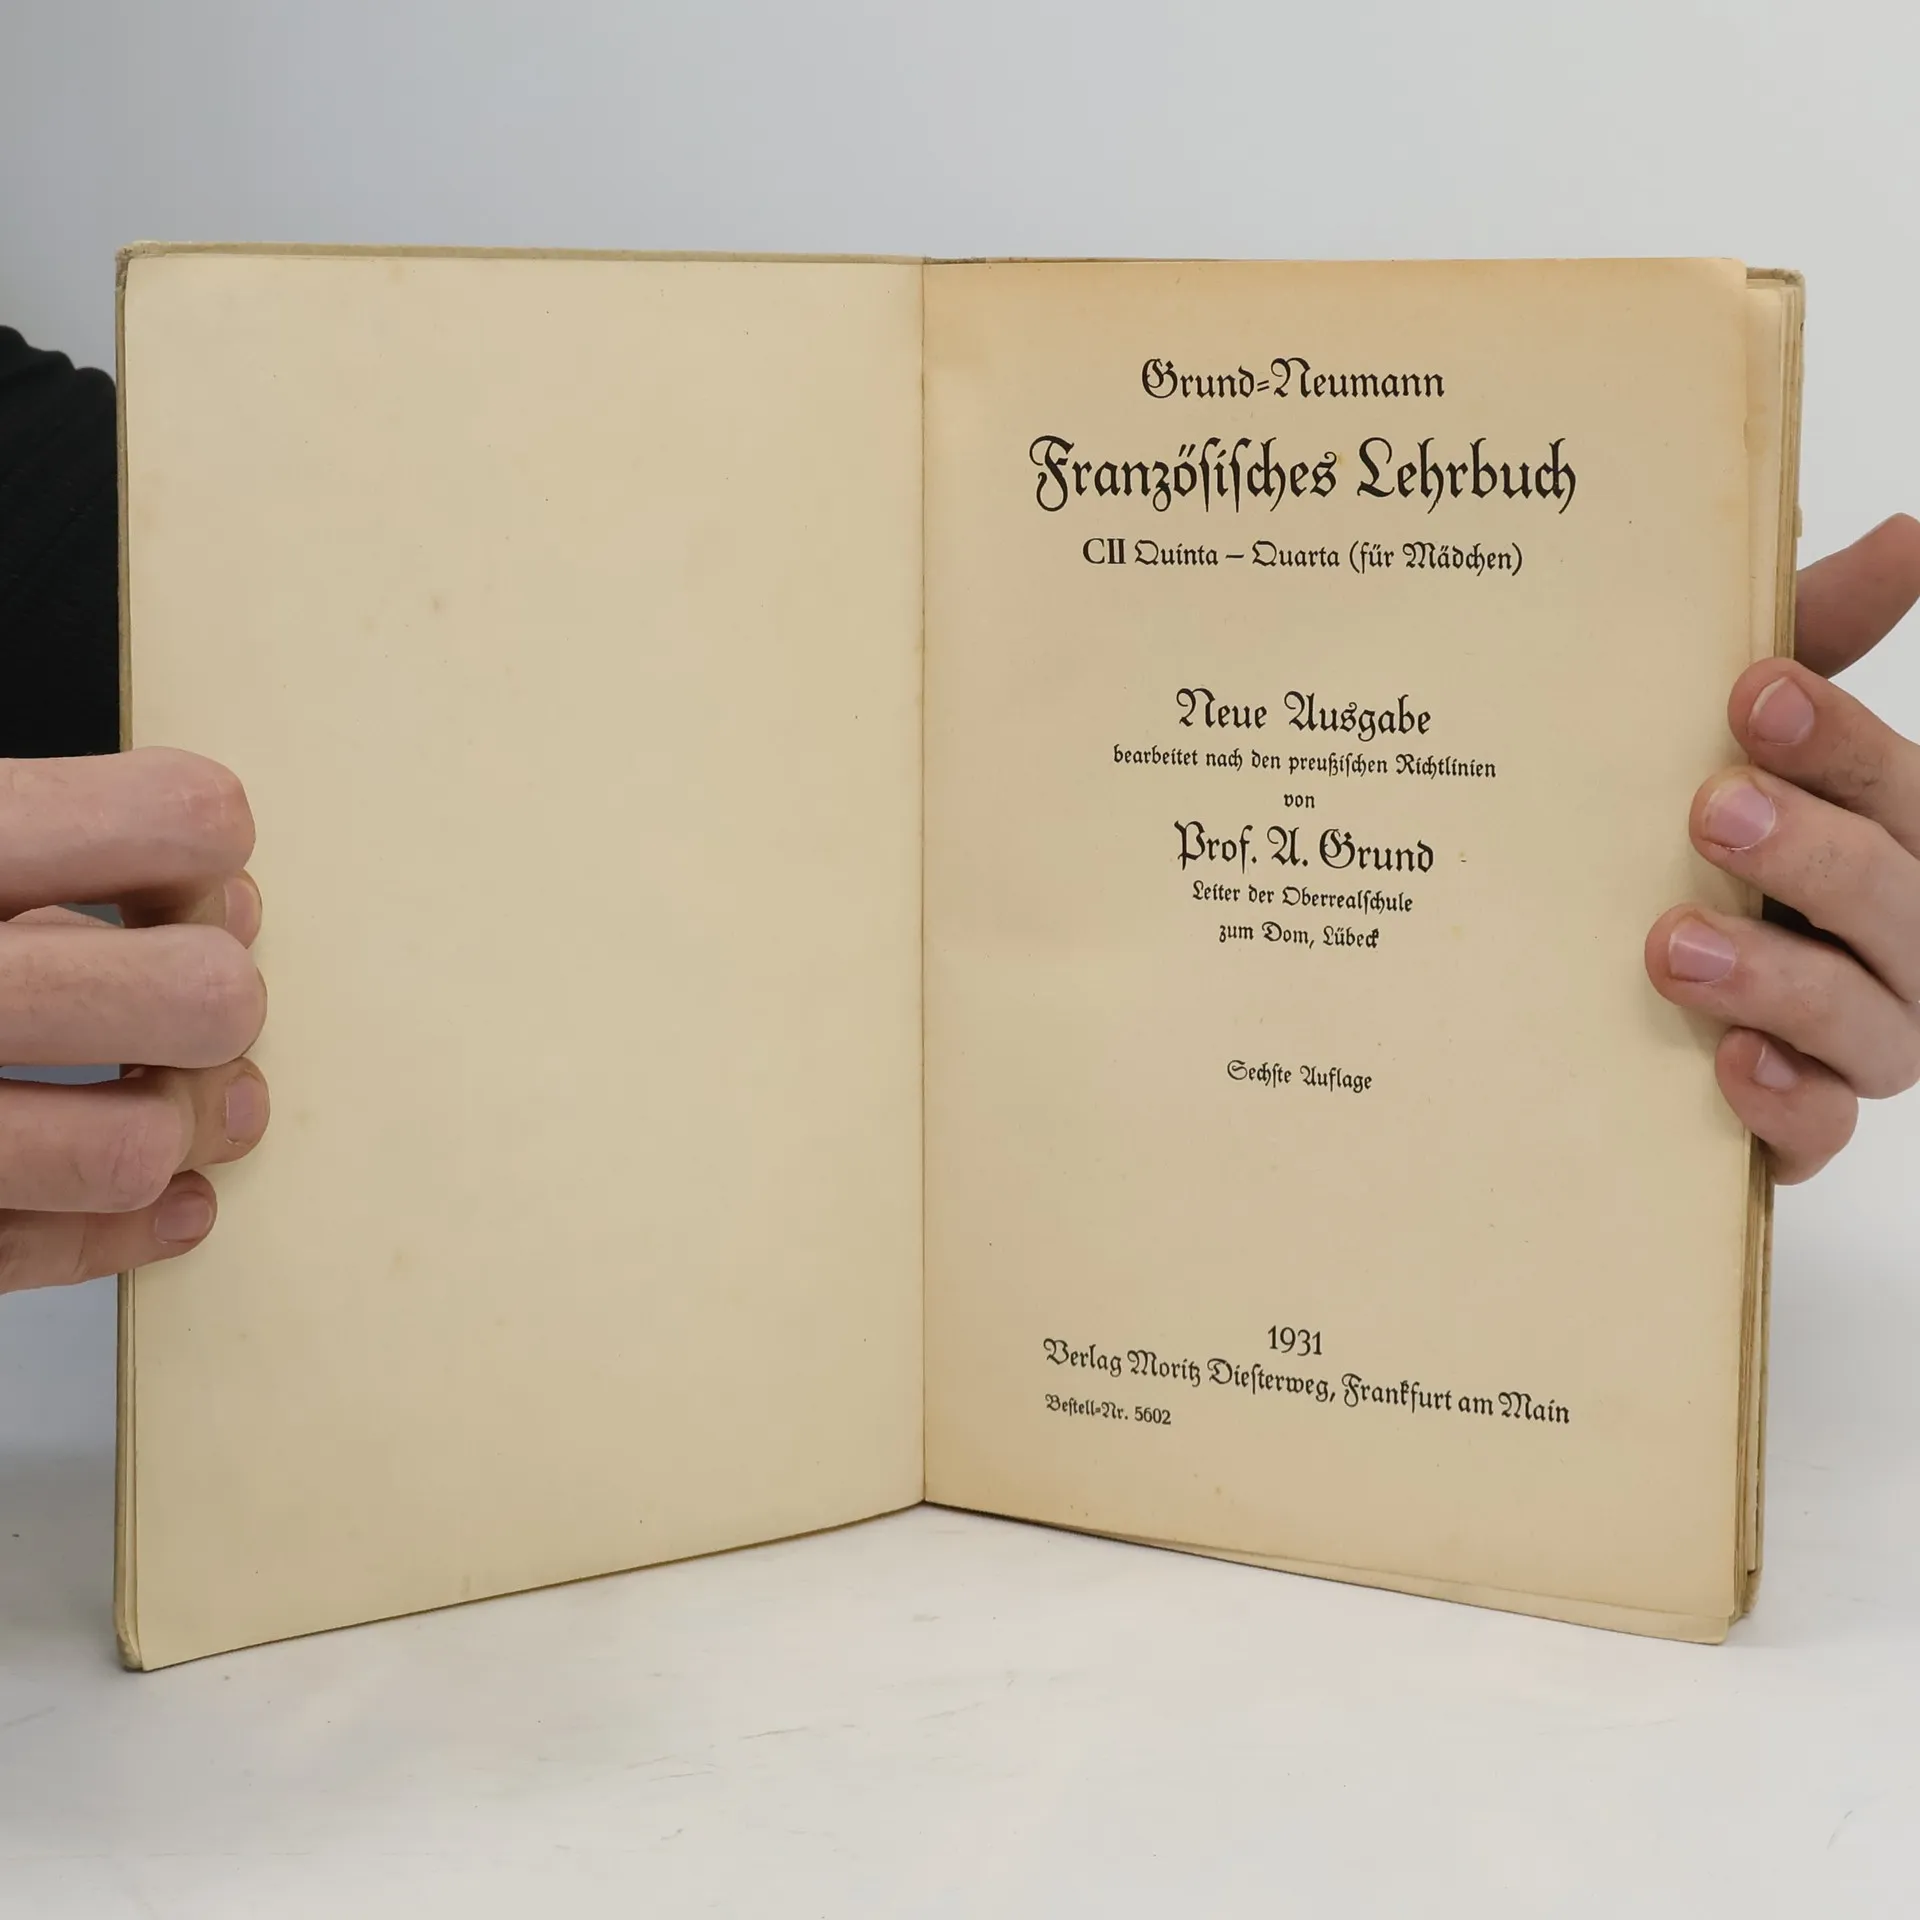 Grund=Neumann
Französisches Lehrbuch
CII Quinta – Quarta (für Mädchen)
Neue Ausgabe
bearbeitet nach den preußischen Richtlinien
von
Prof. A. Grund
Leiter der Oberrealschule
zum Dom, Lübeck
Sechste Auflage
1931
Verlag Moritz Diesterweg, Frankfurt am Main
Bestell=Nr. 5602